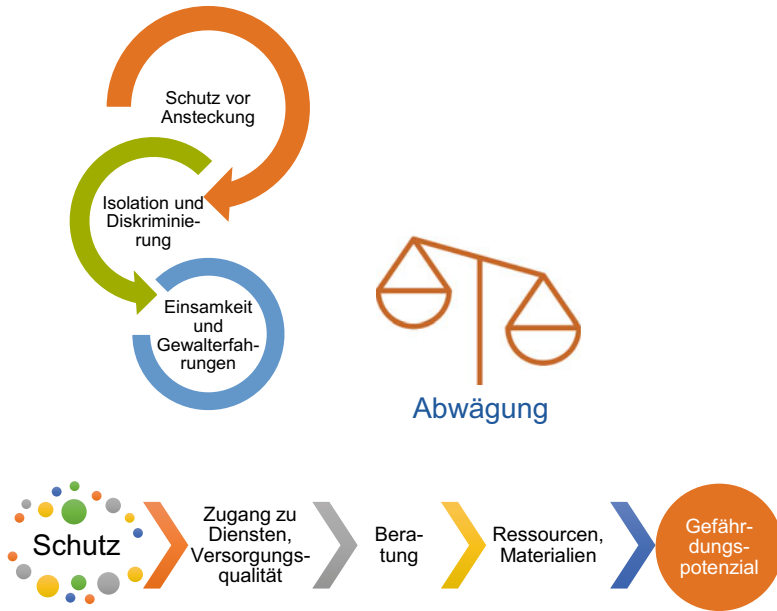 Schutz vor
Ansteckung
Isolation und
Diskriminie-
rung
Einsamkeit
und
Gewalterfah-
rungen
Abwägung
Schutz
Zugang zu
Diensten,
Versorgungs-
qualität
Bera-
tung
Ressourcen,
Materialien
Gefähr-
dungs-
potenzial